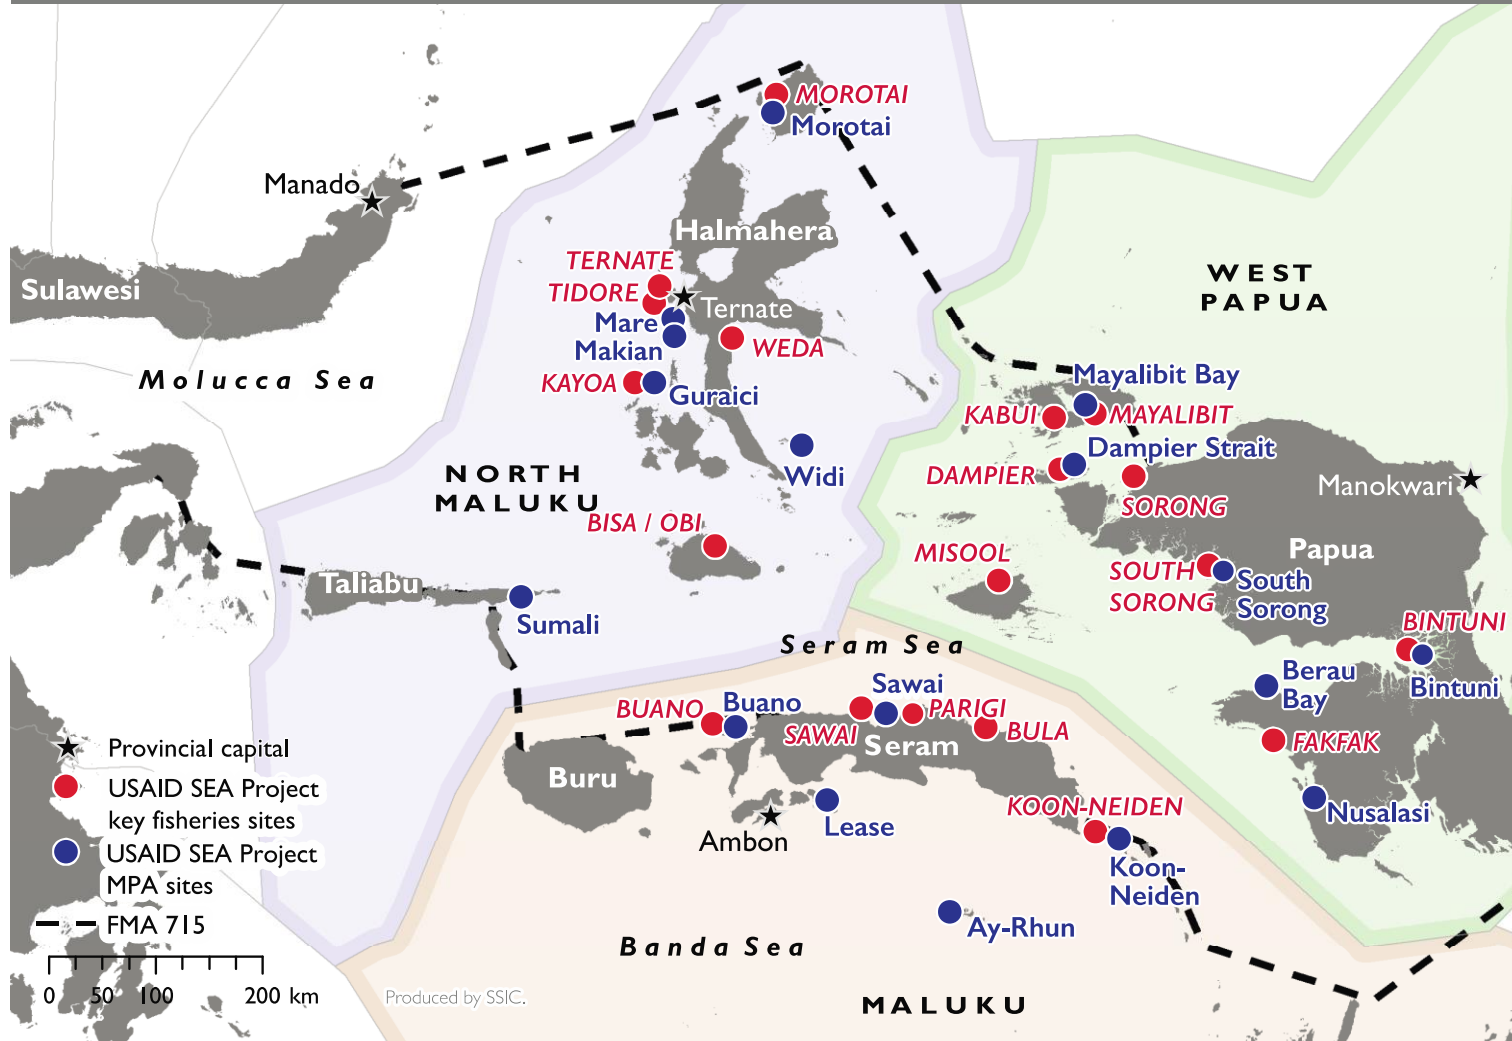 MOROTAI
Morotai
Manado
Halmahera
TERNATE
WEST
PAPUA
Sulawesi
TIDORE
Ternate
Mare
Makian
WEDA
Molucca Sea
KAYOA
Guraici
Mayalibit Bay
KABUI
MAYALIBIT
Dampier Strait
NORTH
MALUKU
Widi
DAMPIER
SORONG
Manokwari
BISA / OBI
MISOOL
Papua
SOUTH
SORONG
South
Sorong
Taliabu
Sumali
BINTUNI
Seram Sea
Berau
Bay
Bintuni
Sawai
BUANO
Buano
PARIGI
SAWAI
BULA
Seram
FAKFAK
Buru
KOON-NEIDEN
Nusalasi
Lease
Ambon
Koon-
Neiden
Ay-Rhun
Banda Sea
MALUKU
Provincial capital
USAID SEA Project
key fisheries sites
USAID SEA Project
MPA sites
FMA 715
0 50 100 200 km
Produced by SSIC.